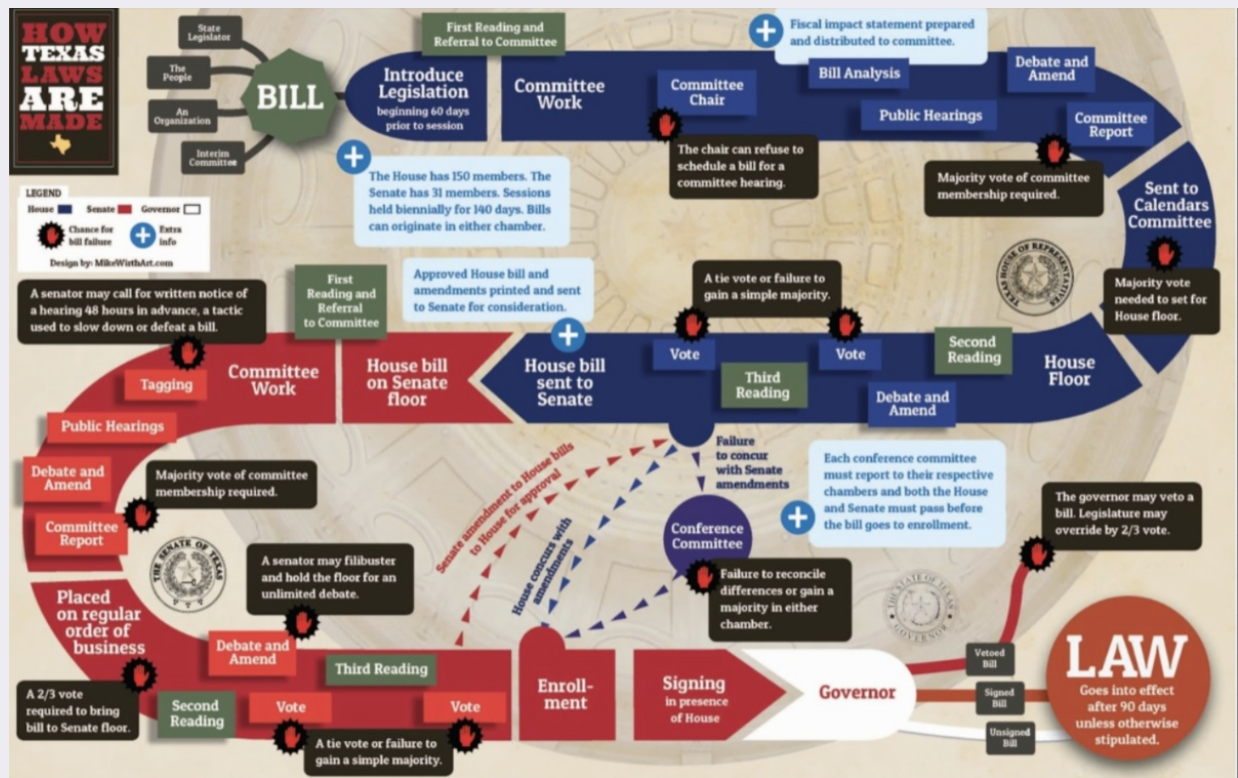 HOW
TEXAS
LAWS
ARE
MADE
State
Legislator
The
People
An
Organization
Interim
Committee
BILL
First Reading and
Referral to Committee
Introduce
Legislation
beginning 60 days
prior to session
Committee
Work
Committee
Chair
Fiscal impact statement prepared
and distributed to committee.
Bill Analysis
Public Hearings
Debate and
Amend
Committee
Report
The chair can refuse to
schedule a bill for a
committee hearing.
Majority vote of committee
membership required.
The House has 150 members. The
Senate has 31 members. Sessions
held biennially for 140 days. Bills
can originate in either chamber.
LEGEND
House
Senate
Governor
Chance for
bill failure
Extra
info
Design by: MikeWirthArt.com
Sent to
Calendars
Committee
Majority vote
needed to set for
House floor.
TEXAS HOUSE OF REPRESENTATIVES
House
Floor
Second
Reading
Debate and
Amend
Vote
Third
Reading
Vote
A tie vote or failure to
gain a simple majority.
House bill
sent to
Senate
Approved House bill and
amendments printed and sent
to Senate for consideration.
First
Reading and
Referral
to Committee
House bill
on Senate
floor
Committee
Work
A senator may call for written notice of
a hearing 48 hours in advance, a tactic
used to slow down or defeat a bill.
Tagging
Public Hearings
Debate and
Amend
Committee
Report
Majority vote of committee
membership required.
THE SENATE OF TEXAS
Placed
on regular
order of
business
A 2/3 vote
required to bring
bill to Senate floor.
Second
Reading
Debate and
Amend
A senator may filibuster
and hold the floor for an
unlimited debate.
Vote
Third Reading
Vote
A tie vote or failure to
gain a simple majority.
Senate amendment to House bills
to House for approval
House concurs with
amendments
Failure
to concur
with Senate
amendments
Conference
Committee
Each conference committee
must report to their respective
chambers and both the House
and Senate must pass before
the bill goes to enrollment.
Failure to reconcile
differences or gain a
majority in either
chamber.
Enroll-
ment
Signing
in presence
of House
Governor
THE STATE OF TEXAS
GOVERNOR
The governor may veto a
bill. Legislature may
override by 2/3 vote.
Vetoed
Bill
Signed
Bill
Unsigned
Bill
LAW
Goes into effect
after 90 days
unless otherwise
stipulated.